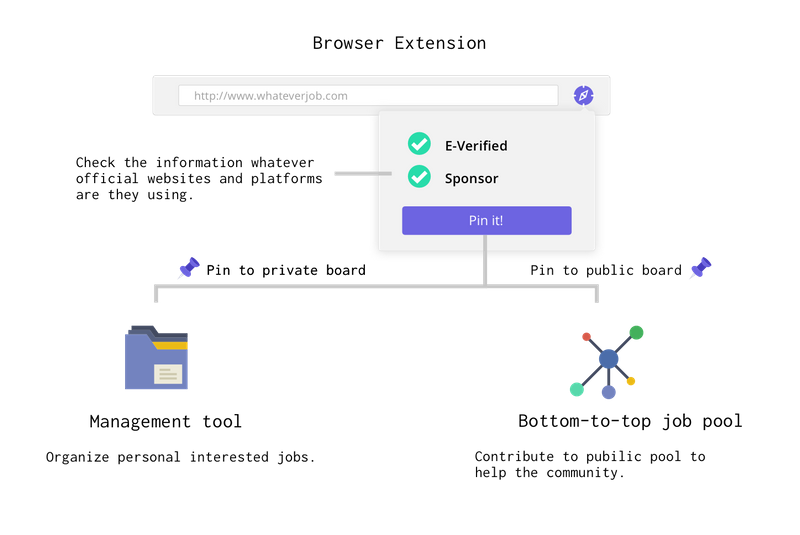 Browser Extension
http://www.whateverjob.com
E-Verified
Sponsor
Pin it!
Check the information whatever
official websites and platforms
are they using.
Pin to private board
Pin to public board
Management tool
Organize personal interested jobs.
Bottom-to-top job pool
Contribute to pubilic pool to
help the community.